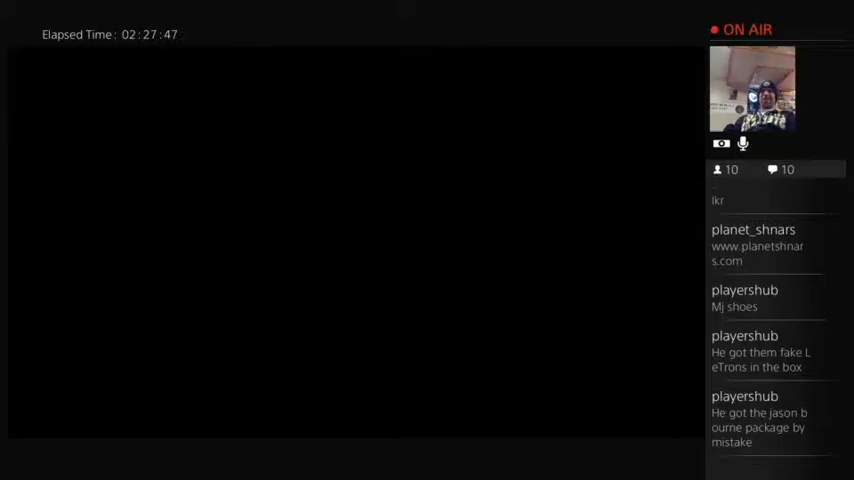 Elapsed Time: 02:27:47
ON AIR
10
10
lkr
planet_shnars
www.planetshnar
s.com
playershub
Mj shoes
playershub
He got them fake L
eTrons in the box
playershub
He got the jason b
ourne package by
mistake